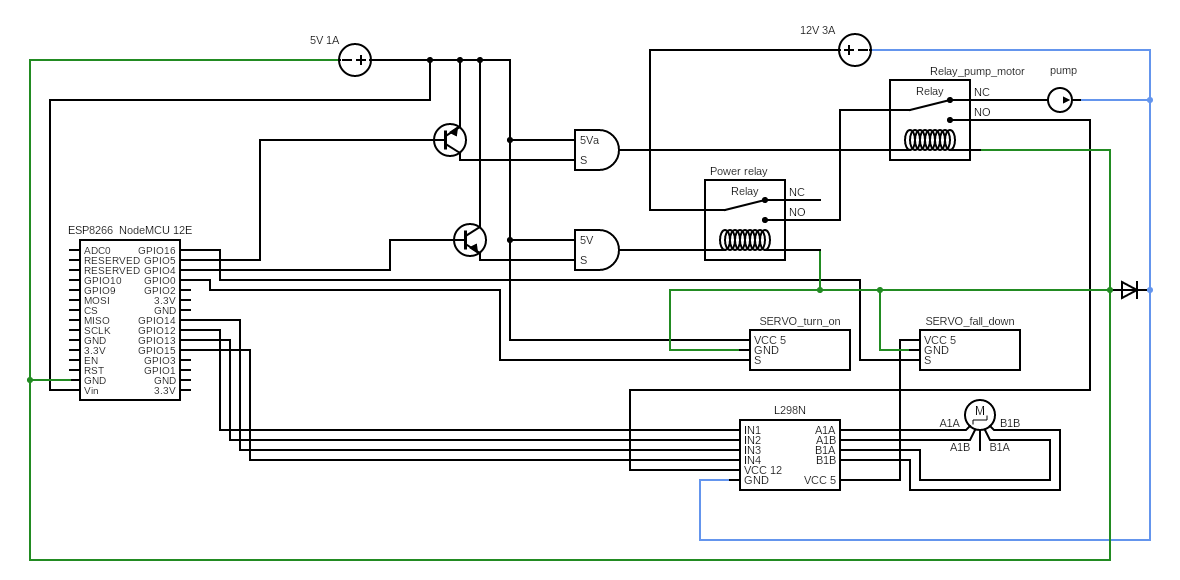 5V 1A
12V 3A
Relay_pump_motor
pump
Relay
NC
NO
5Va
S
Power relay
Relay
NC
NO
5V
S
ESP8266 NodeMCU 12E
ADC0 GPIO16
RESERVED GPIO5
RESERVED GPIO4
GPIO10 GPIO0
GPIO9 GPIO2
MOSI 3.3V
CS GND
MISO GPIO14
SCLK GPIO12
GND GPIO13
3.3V GPIO15
EN GPIO3
RST GPIO1
GND GND
Vin 3.3V
SERVO_turn_on
VCC 5
GND
S
SERVO_fall_down
VCC 5
GND
S
L298N
IN1 A1A
IN2 A1B
IN3 B1A
IN4 B1B
VCC 12
GND VCC 5
M
A1A B1B
A1B B1A